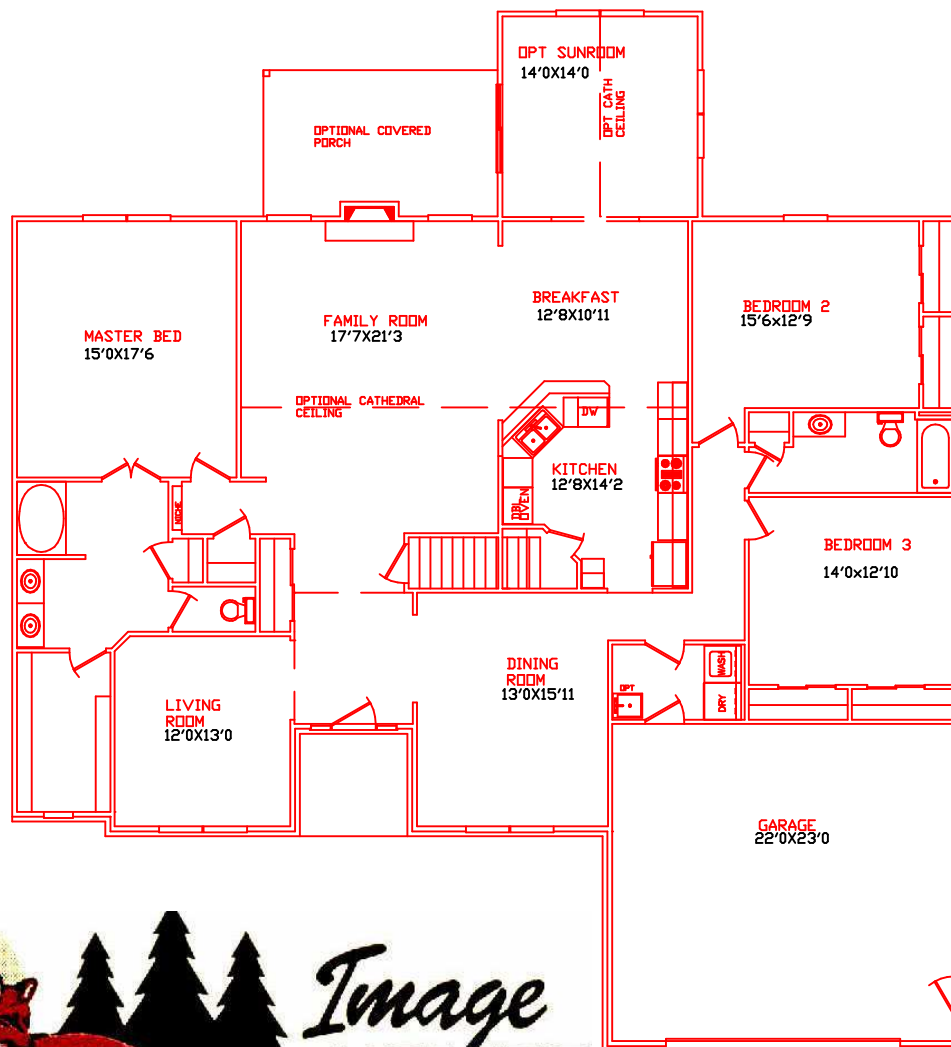 OPT SUNROOM
14'0X14'0
OPT CATH
CEILING
OPTIONAL COVERED
PORCH
BREAKFAST
12'8X10'11
BEDROOM 2
15'6x12'9
FAMILY ROOM
17'7X21'3
MASTER BED
15'0X17'6
OPTIONAL CATHEDRAL
CEILING
DW
KITCHEN
12'8X14'2
DBL
OVEN
NICHE
BEDROOM 3
14'0x12'10
DINING
ROOM
13'0X15'11
WASH
OPT
DRY
LIVING
ROOM
12'0X13'0
GARAGE
22'0X23'0
Image